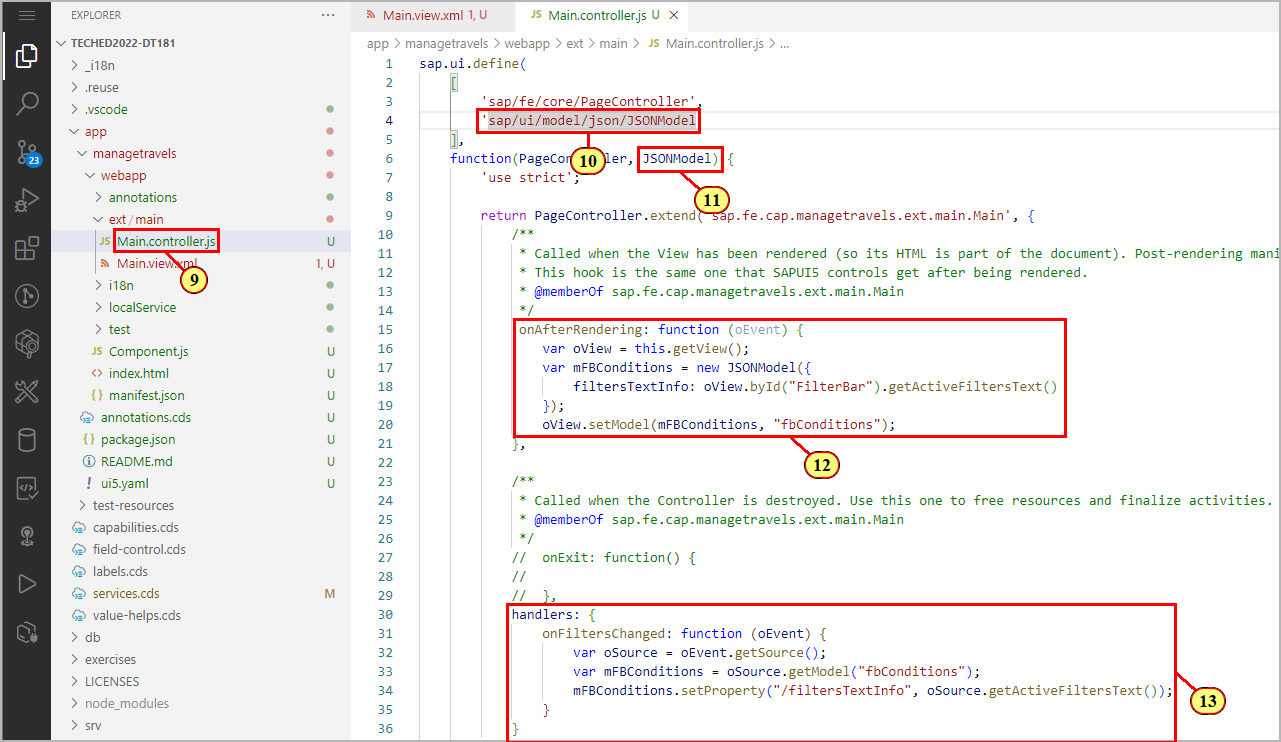 EXPLORER
···
TECHED2022-DT181
_i18n
.reuse
.vscode
app
managetravels
webapp
annotations
ext / main
JS Main.controller.js U
Main.view.xml 1, U
9
i18n
localService
test
JS Component.js U
<> index.html U
{} manifest.json U
annotations.cds U
{} package.json U
README.md U
! ui5.yaml U
test-resources
capabilities.cds
field-control.cds
labels.cds
services.cds M
value-helps.cds
db
exercises
LICENSES
node_modules
srv
23
Main.view.xml 1, U
JS Main.controller.js U
app > managetravels > webapp > ext > main > JS Main.controller.js > ...
1 sap.ui.define(
2 [
3 'sap/fe/core/PageController',
4 'sap/ui/model/json/JSONModel
5 ],
10
6 function(PageController, JSONModel) {
7 'use strict';
11
8
9 return PageController.extend('sap.fe.cap.managetravels.ext.main.Main', {
10 /**
11 * Called when the View has been rendered (so its HTML is part of the document). Post-rendering mani
12 * This hook is the same one that SAPUI5 controls get after being rendered.
13 * @memberOf sap.fe.cap.managetravels.ext.main.Main
14 */
15 onAfterRendering: function (oEvent) {
16 var oView = this.getView();
17 var mFBConditions = new JSONModel({
18 filtersTextInfo: oView.byId("FilterBar").getActiveFiltersText()
19 });
20 oView.setModel(mFBConditions, "fbConditions");
21 },
12
22
23 /**
24 * Called when the Controller is destroyed. Use this one to free resources and finalize activities.
25 * @memberOf sap.fe.cap.managetravels.ext.main.Main
26 */
27 // onExit: function() {
28 //
29 // },
30 handlers: {
31 onFiltersChanged: function (oEvent) {
32 var oSource = oEvent.getSource();
33 var mFBConditions = oSource.getModel("fbConditions");
34 mFBConditions.setProperty("/filtersTextInfo", oSource.getActiveFiltersText());
35 }
13
36 }